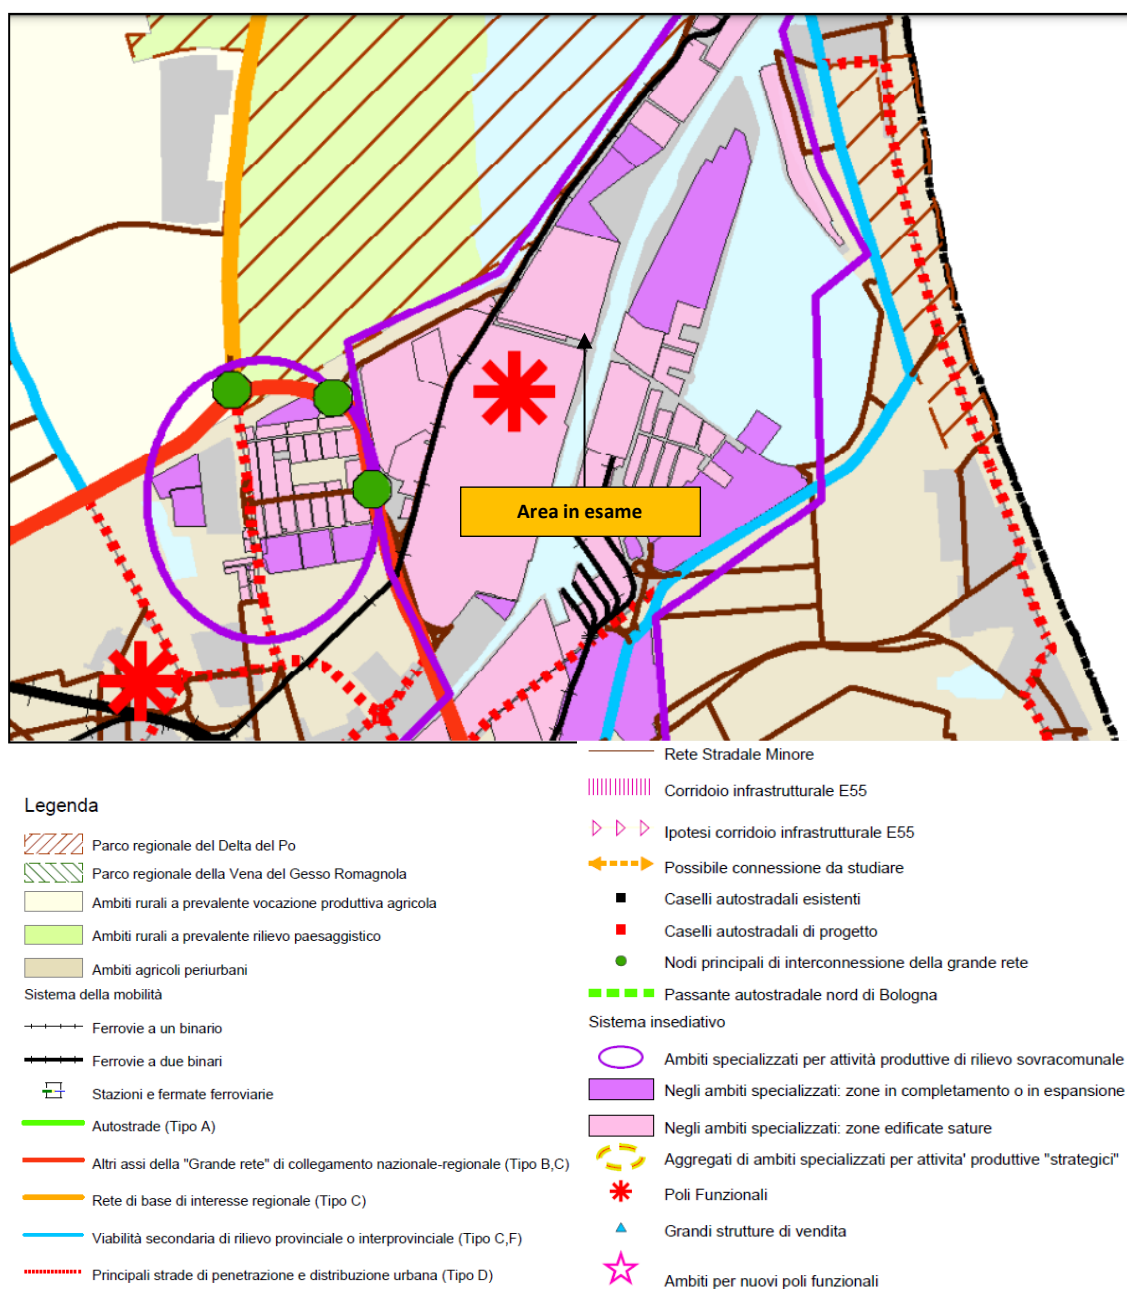 Area in esame
Legenda
Parco regionale del Delta del Po
Parco regionale della Vena del Gesso Romagnola
Ambiti rurali a prevalente vocazione produttiva agricola
Ambiti rurali a prevalente rilievo paesaggistico
Ambiti agricoli periurbani
Sistema della mobilità
Ferrovie a un binario
Ferrovie a due binari
Stazioni e fermate ferroviarie
Autostrade (Tipo A)
Altri assi della "Grande rete" di collegamento nazionale-regionale (Tipo B,C)
Rete di base di interesse regionale (Tipo C)
Viabilità secondaria di rilievo provinciale o interprovinciale (Tipo C,F)
Principali strade di penetrazione e distribuzione urbana (Tipo D)
Rete Stradale Minore
Corridoio infrastrutturale E55
Ipotesi corridoio infrastrutturale E55
Possibile connessione da studiare
Caselli autostradali esistenti
Caselli autostradali di progetto
Nodi principali di interconnessione della grande rete
Passante autostradale nord di Bologna
Sistema insediativo
Ambiti specializzati per attività produttive di rilievo sovracomunale
Negli ambiti specializzati: zone in completamento o in espansione
Negli ambiti specializzati: zone edificate sature
Aggregati di ambiti specializzati per attivita' produttive "strategici"
Poli Funzionali
Grandi strutture di vendita
Ambiti per nuovi poli funzionali